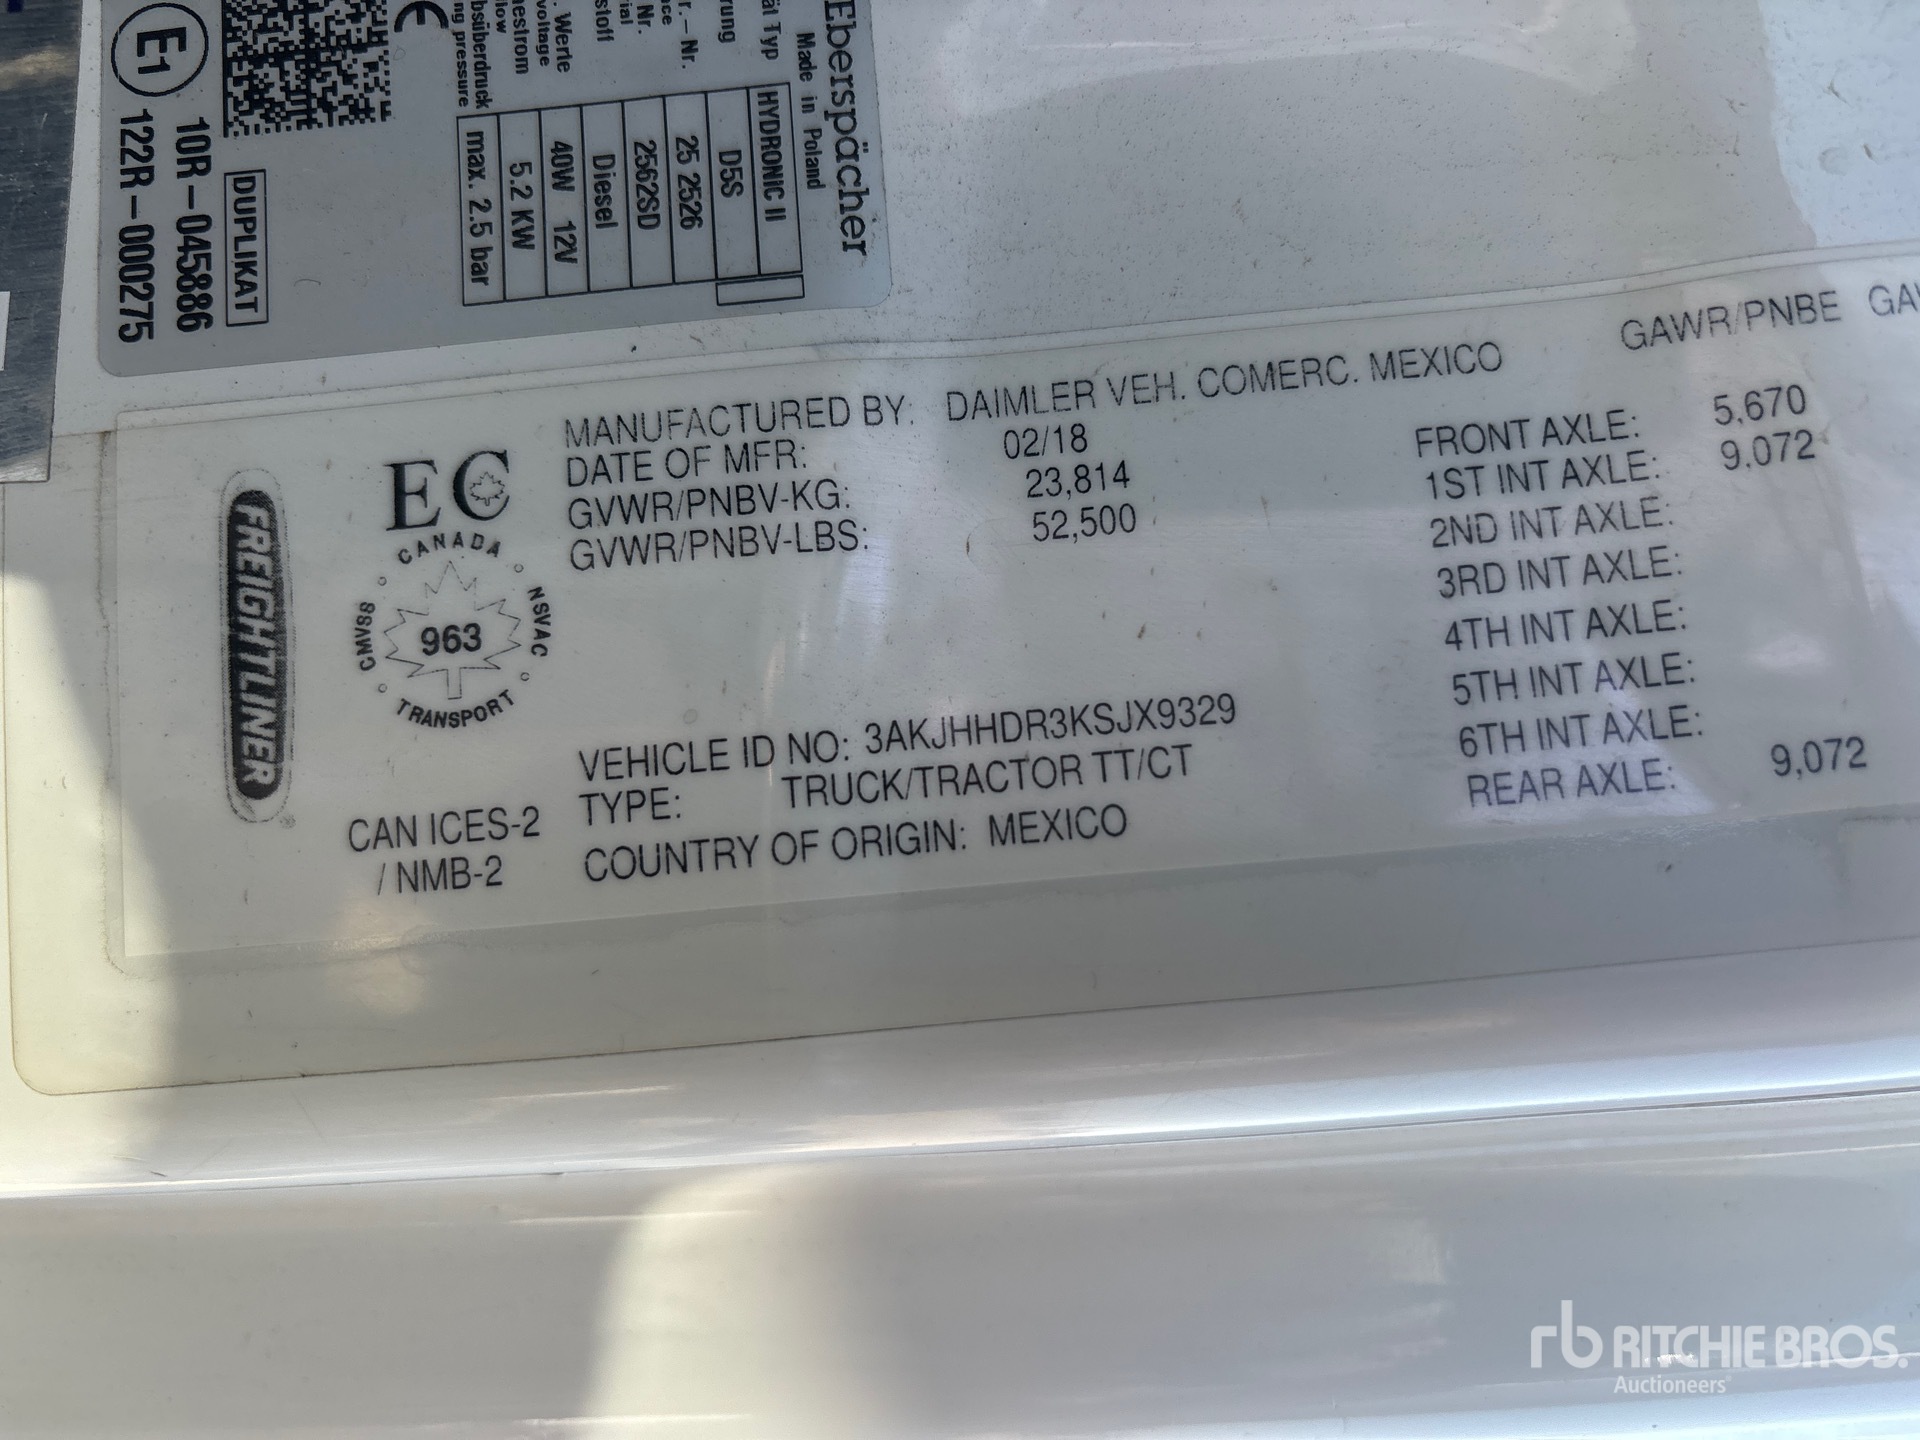 Eberspächer
Made in Poland
HYDRONIC II
D5S
25 2526
2562SD
Diesel
40W 12V
5.2 KW
max. 2.5 bar
DUPLIKAT
E1
10R-045886
122R-000275
FREIGHTLINER
EC
CANADA
CMVSS NSVAC
963
TRANSPORT
CAN ICES-2
/ NMB-2
MANUFACTURED BY: DAIMLER VEH. COMERC. MEXICO
DATE OF MFR: 02/18
GVWR/PNBV-KG: 23,814
GVWR/PNBV-LBS: 52,500
VEHICLE ID NO: 3AKJHHDR3KSJX9329
TYPE: TRUCK/TRACTOR TT/CT
COUNTRY OF ORIGIN: MEXICO
GAWR/PNBE
FRONT AXLE: 5,670
1ST INT AXLE: 9,072
2ND INT AXLE:
3RD INT AXLE:
4TH INT AXLE:
5TH INT AXLE:
6TH INT AXLE:
REAR AXLE: 9,072
rb RITCHIE BROS.
Auctioneers